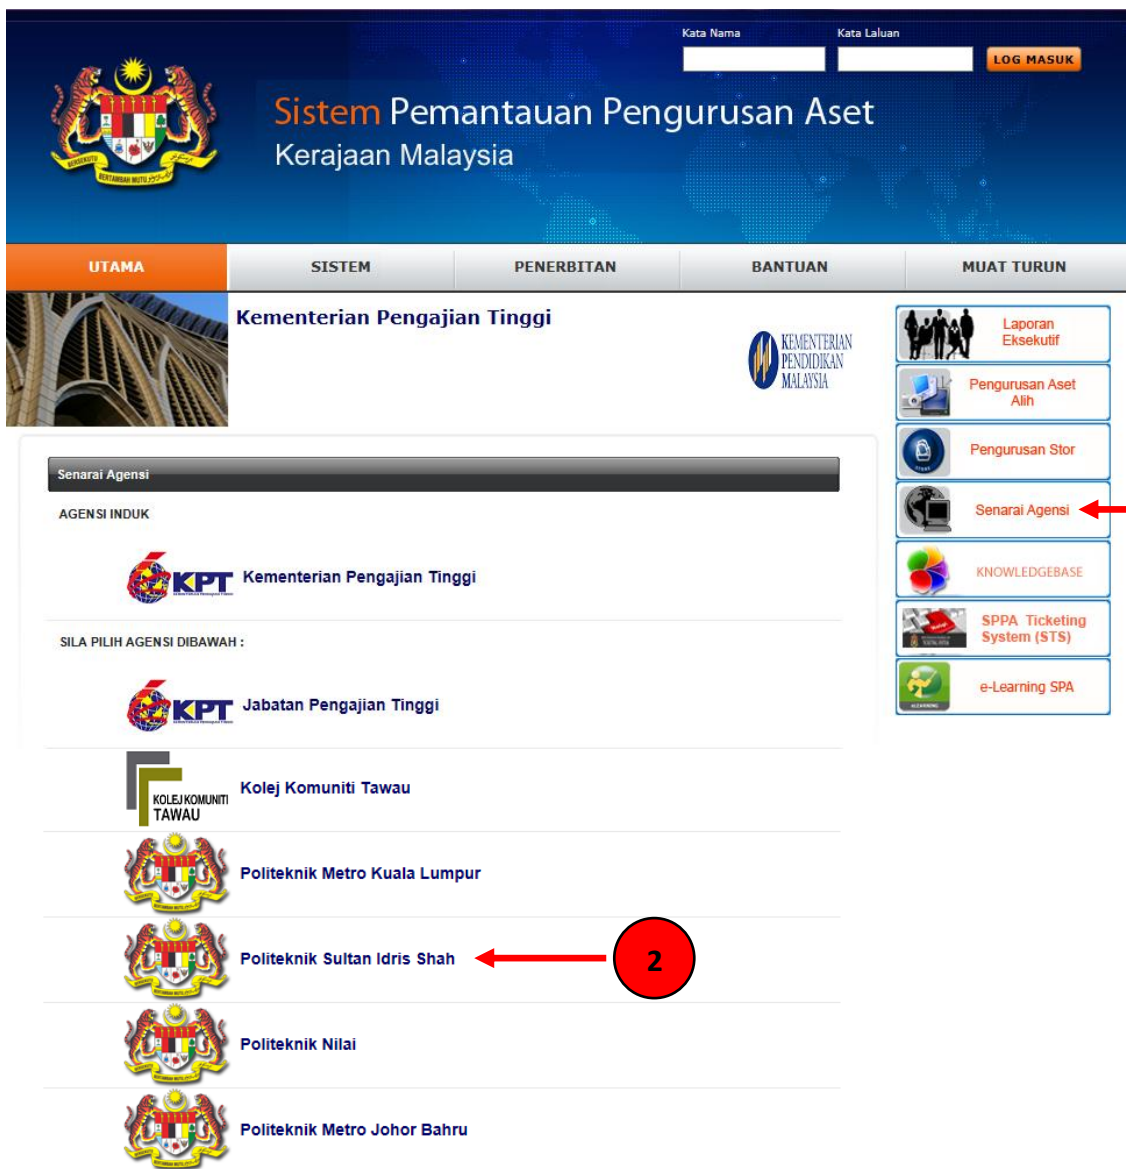 Kata Nama
Kata Laluan
LOG MASUK
Sistem Pemantauan Pengurusan Aset
Kerajaan Malaysia
BERSEKUTU
BERTAMBAH MUTU
UTAMA
SISTEM
PENERBITAN
BANTUAN
MUAT TURUN
Kementerian Pengajian Tinggi
KEMENTERIAN
PENDIDIKAN
MALAYSIA
Laporan
Eksekutif
Pengurusan Aset
Alih
Pengurusan Stor
Senarai Agensi
KNOWLEDGEBASE
SPPA Ticketing
System (STS)
e-Learning SPA
Senarai Agensi
AGENSI INDUK
KPT
Kementerian Pengajian Tinggi
SILA PILIH AGENSI DIBAWAH :
KPT
Jabatan Pengajian Tinggi
KOLEJ KOMUNITI
TAWAU
Kolej Komuniti Tawau
Politeknik Metro Kuala Lumpur
Politeknik Sultan Idris Shah
2
Politeknik Nilai
Politeknik Metro Johor Bahru